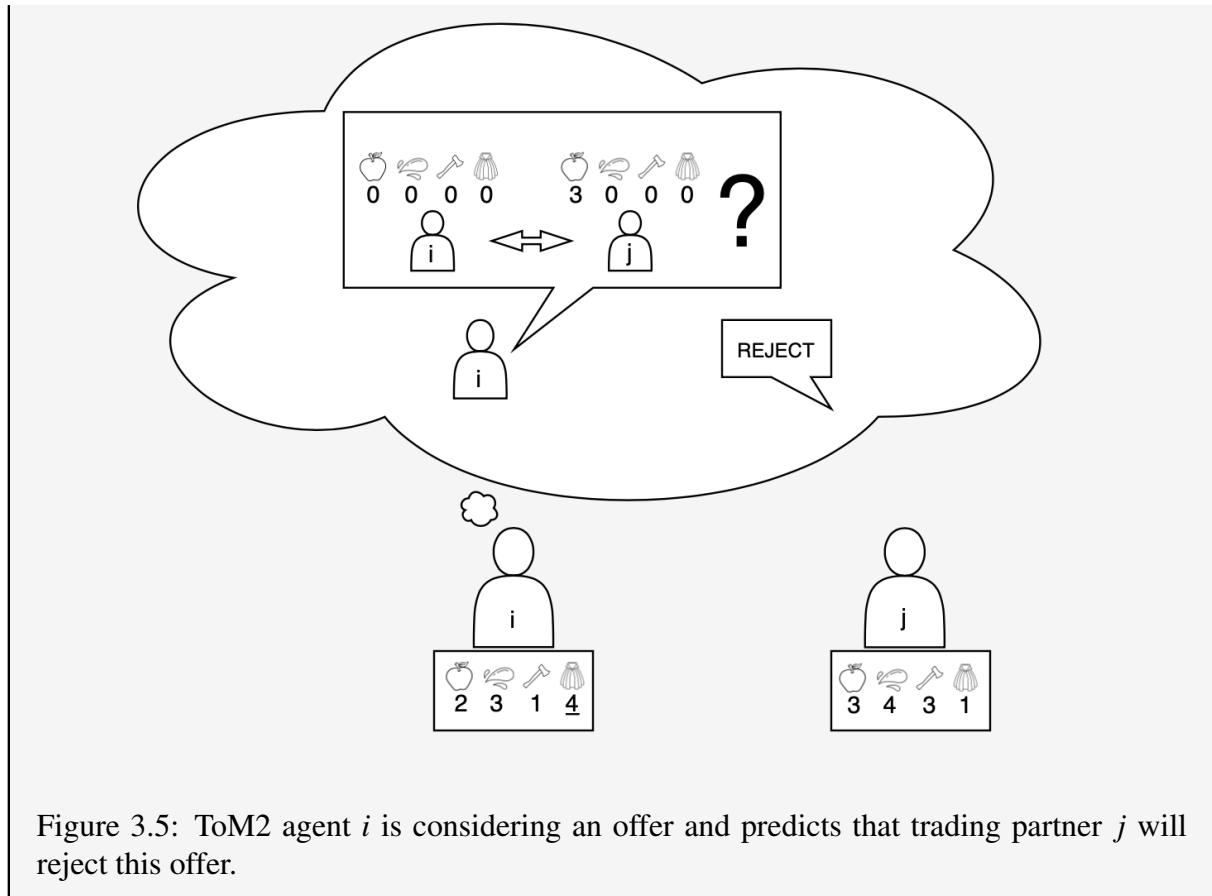 0 0 0 0 3 0 0 0 ?
i j
i
REJECT
i j
2 3 1 4 3 4 3 1
Figure 3.5: ToM2 agent i is considering an offer and predicts that trading partner j will
reject this offer.